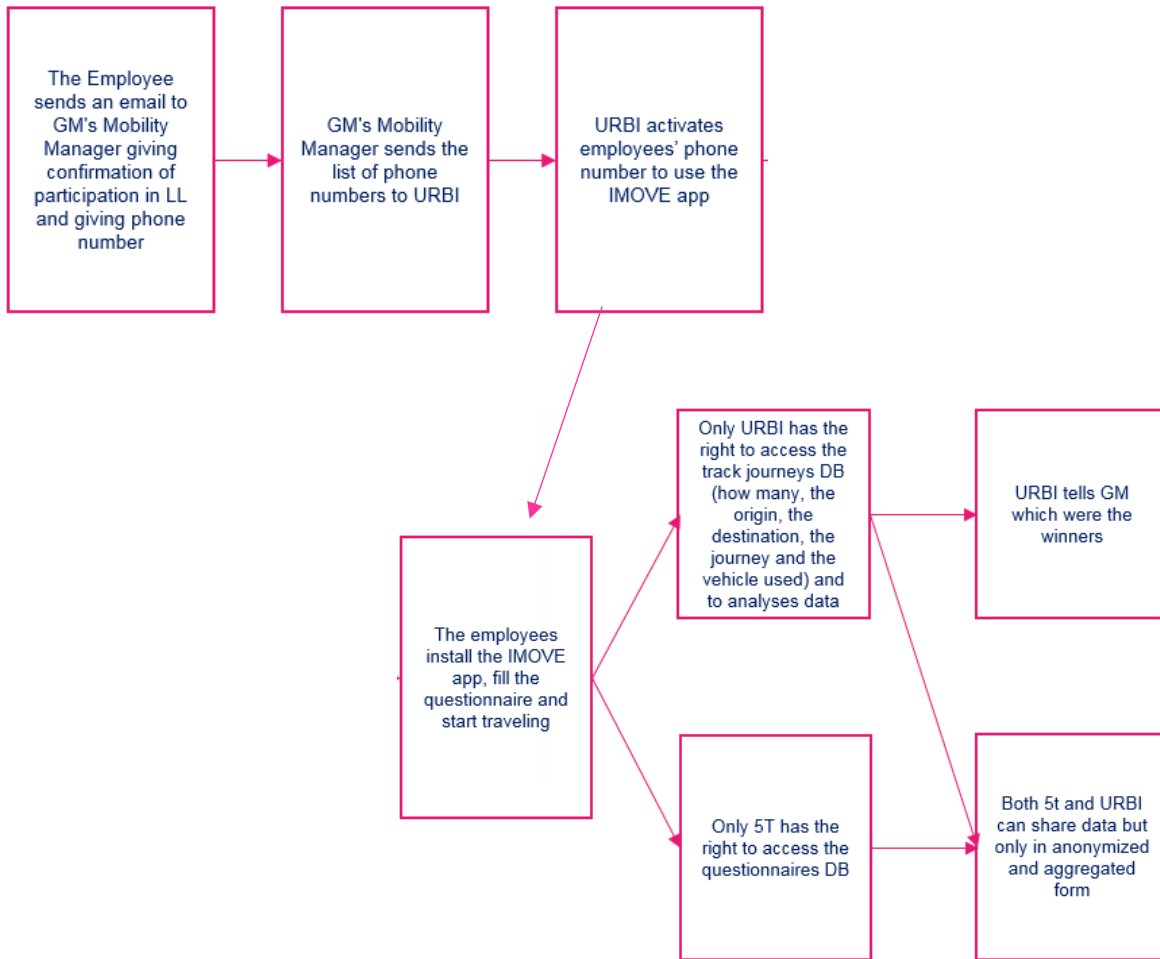 The Employee
sends an email to
GM's Mobility
Manager giving
confirmation of
participation in LL
and giving phone
number
GM's Mobility
Manager sends the
list of phone
numbers to URBI
URBI activates
employees’ phone
number to use the
IMOVE app
The employees
install the IMOVE
app, fill the
questionnaire and
start traveling
Only URBI has the
right to access the
track journeys DB
(how many, the
origin, the
destination, the
journey and the
vehicle used) and
to analyses data
URBI tells GM
which were the
winners
Only 5T has the
right to access the
questionnaires DB
Both 5t and URBI
can share data but
only in anonymized
and aggregated
form